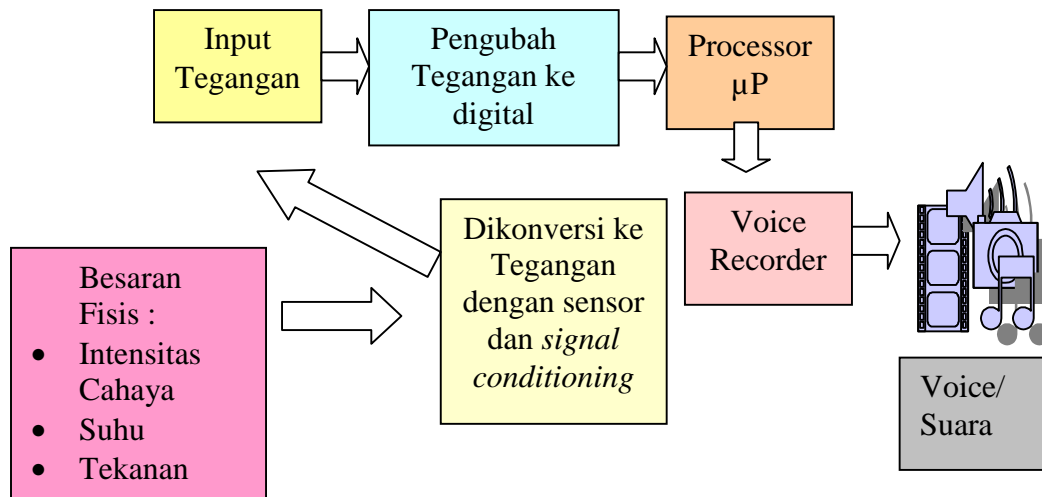 Input
Tegangan
Pengubah
Tegangan ke
digital
Processor
µP
Besaran
Fisis :
• Intensitas
Cahaya
• Suhu
• Tekanan
Dikonversi ke
Tegangan
dengan sensor
dan signal
conditioning
Voice
Recorder
Voice/
Suara